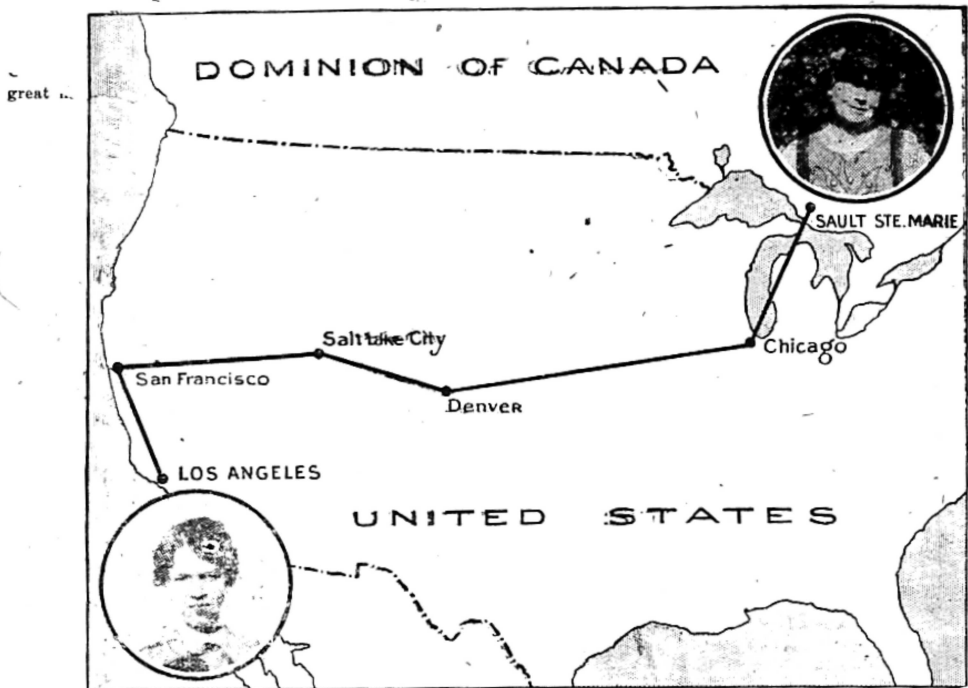 great
DOMINION OF CANADA
SAULT STE. MARIE
Salt Lake City
Chicago
San Francisco
Denver
LOS ANGELES
UNITED STATES